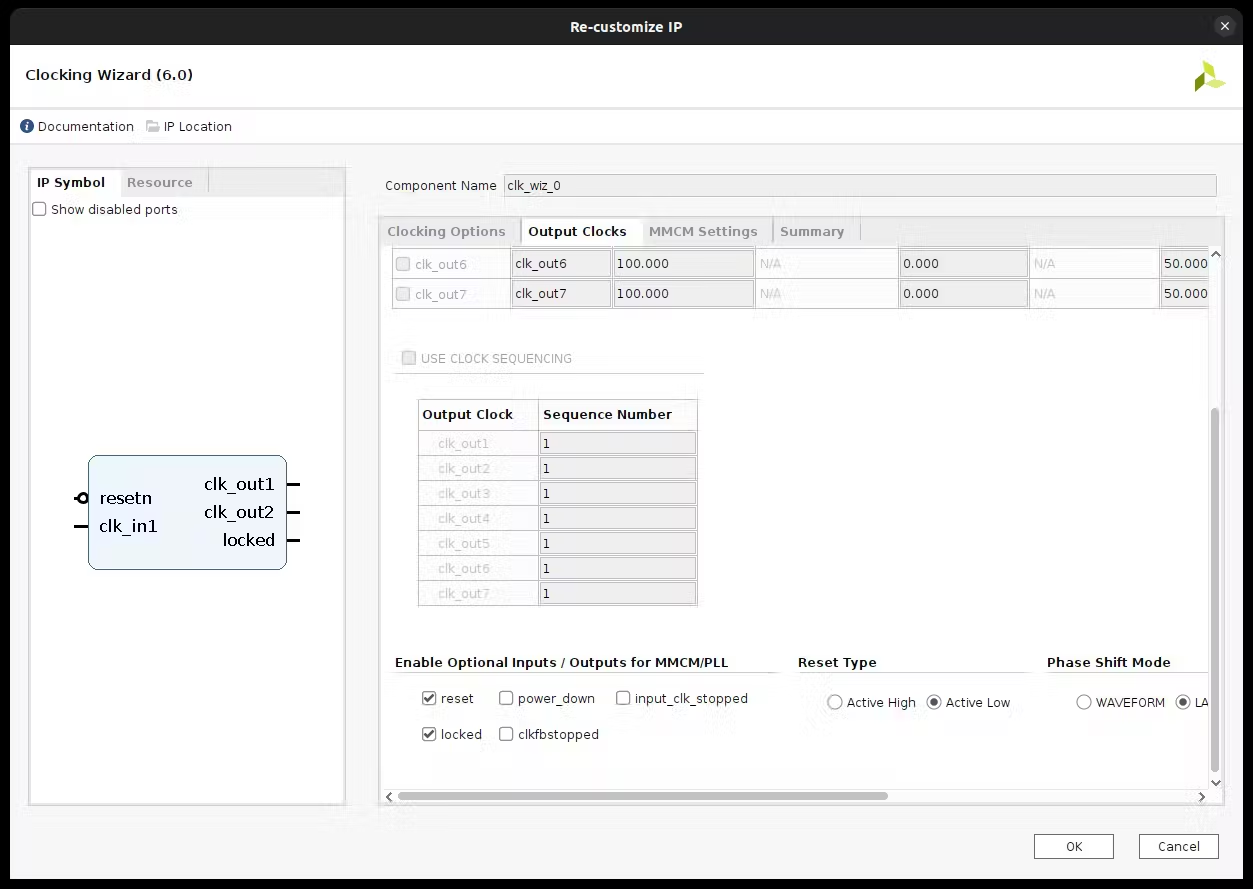 Re-customize IP
Clocking Wizard (6.0)
Documentation IP Location
IP Symbol Resource
Show disabled ports
resetn
clk_in1
clk_out1
clk_out2
locked
Component Name clk_wiz_0
Clocking Options Output Clocks MMCM Settings Summary
clk_out6 clk_out6 100.000 N/A 0.000 N/A 50.000
clk_out7 clk_out7 100.000 N/A 0.000 N/A 50.000
USE CLOCK SEQUENCING
Output Clock Sequence Number
clk_out1 1
clk_out2 1
clk_out3 1
clk_out4 1
clk_out5 1
clk_out6 1
clk_out7 1
Enable Optional Inputs / Outputs for MMCM/PLL Reset Type Phase Shift Mode
reset power_down input_clk_stopped Active High Active Low WAVEFORM LA
locked clkfbstopped
OK Cancel